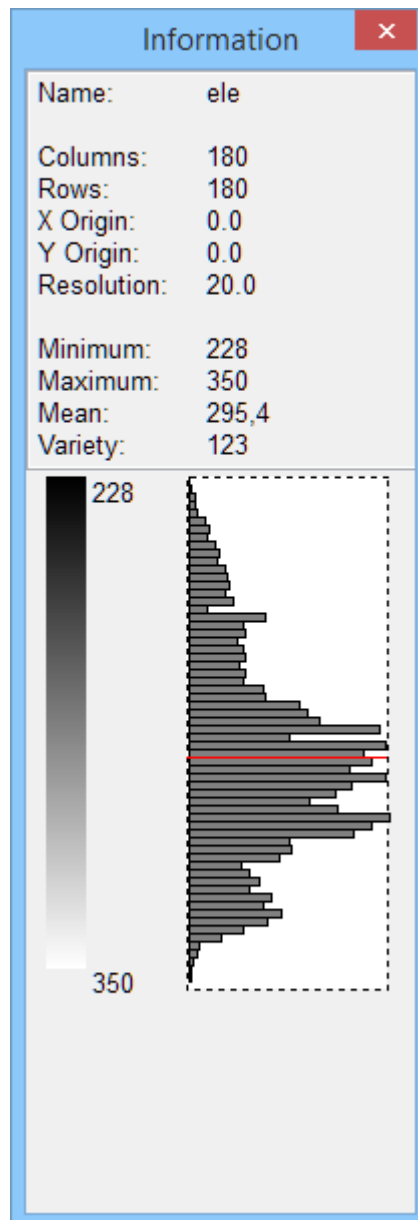 Information
Name: ele
Columns: 180
Rows: 180
X Origin: 0.0
Y Origin: 0.0
Resolution: 20.0
Minimum: 228
Maximum: 350
Mean: 295,4
Variety: 123
228
350